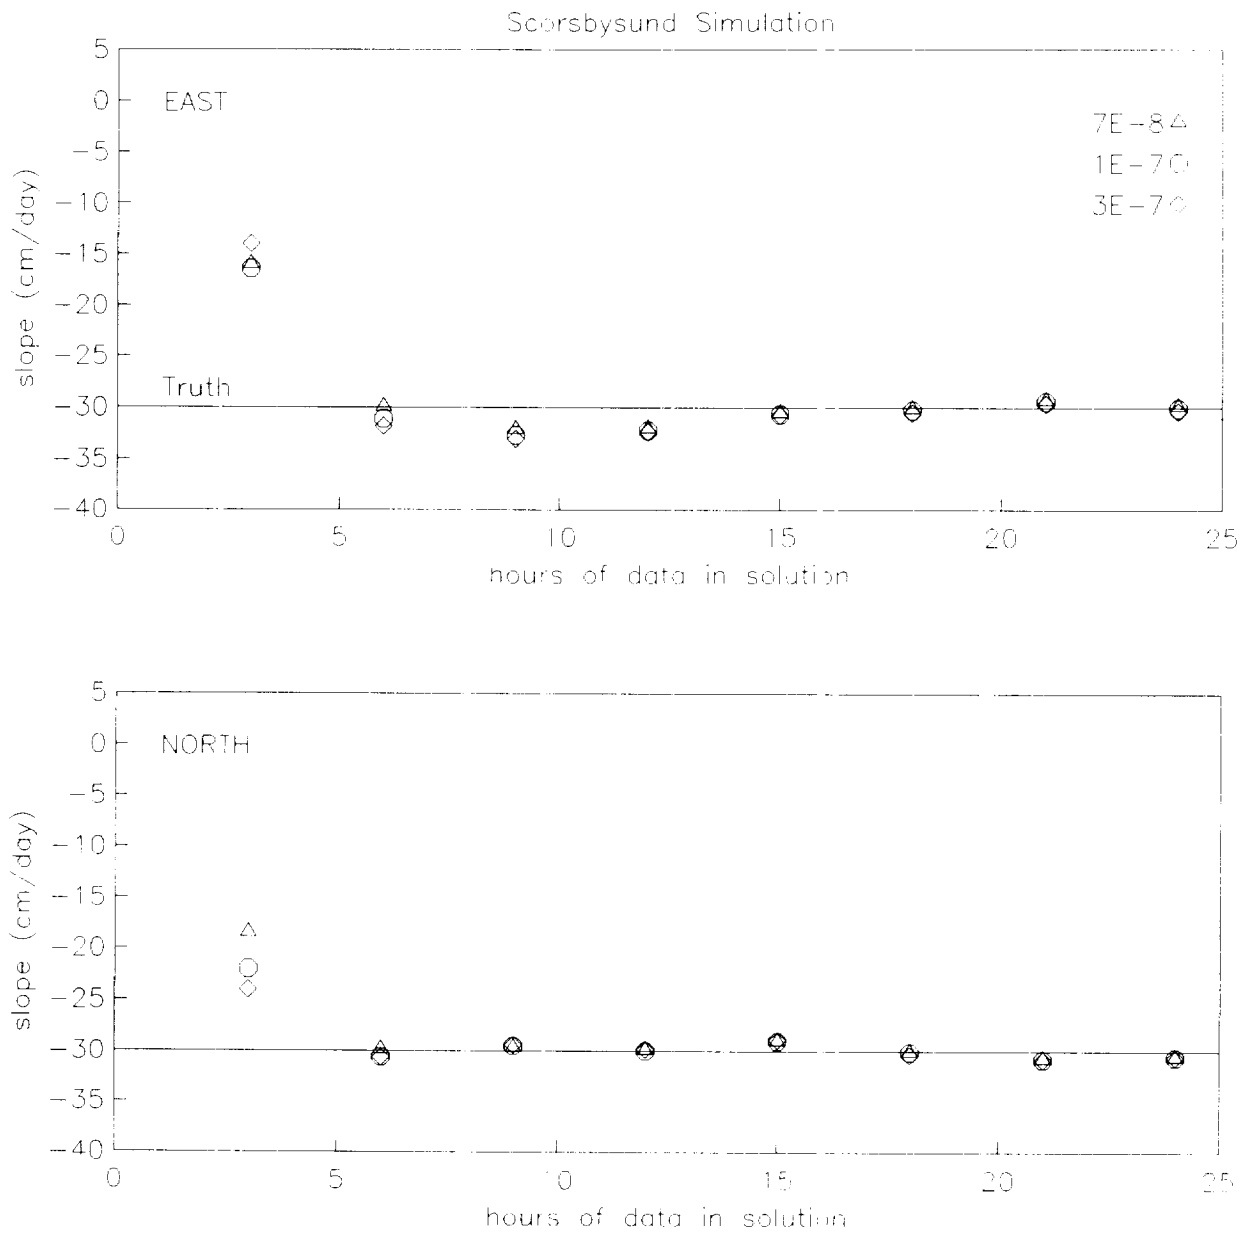 Scorsbysund Simulation
5
0
−5
−10
−15
−20
−25
−30
−35
−40
slope (cm/day)
EAST
7E−8
1E−7
3E−7
Truth
0 5 10 15 20 25
hours of data in solution
5
0
−5
−10
−15
−20
−25
−30
−35
−40
slope (cm/day)
NORTH
0 5 10 15 20 25
hours of data in solution